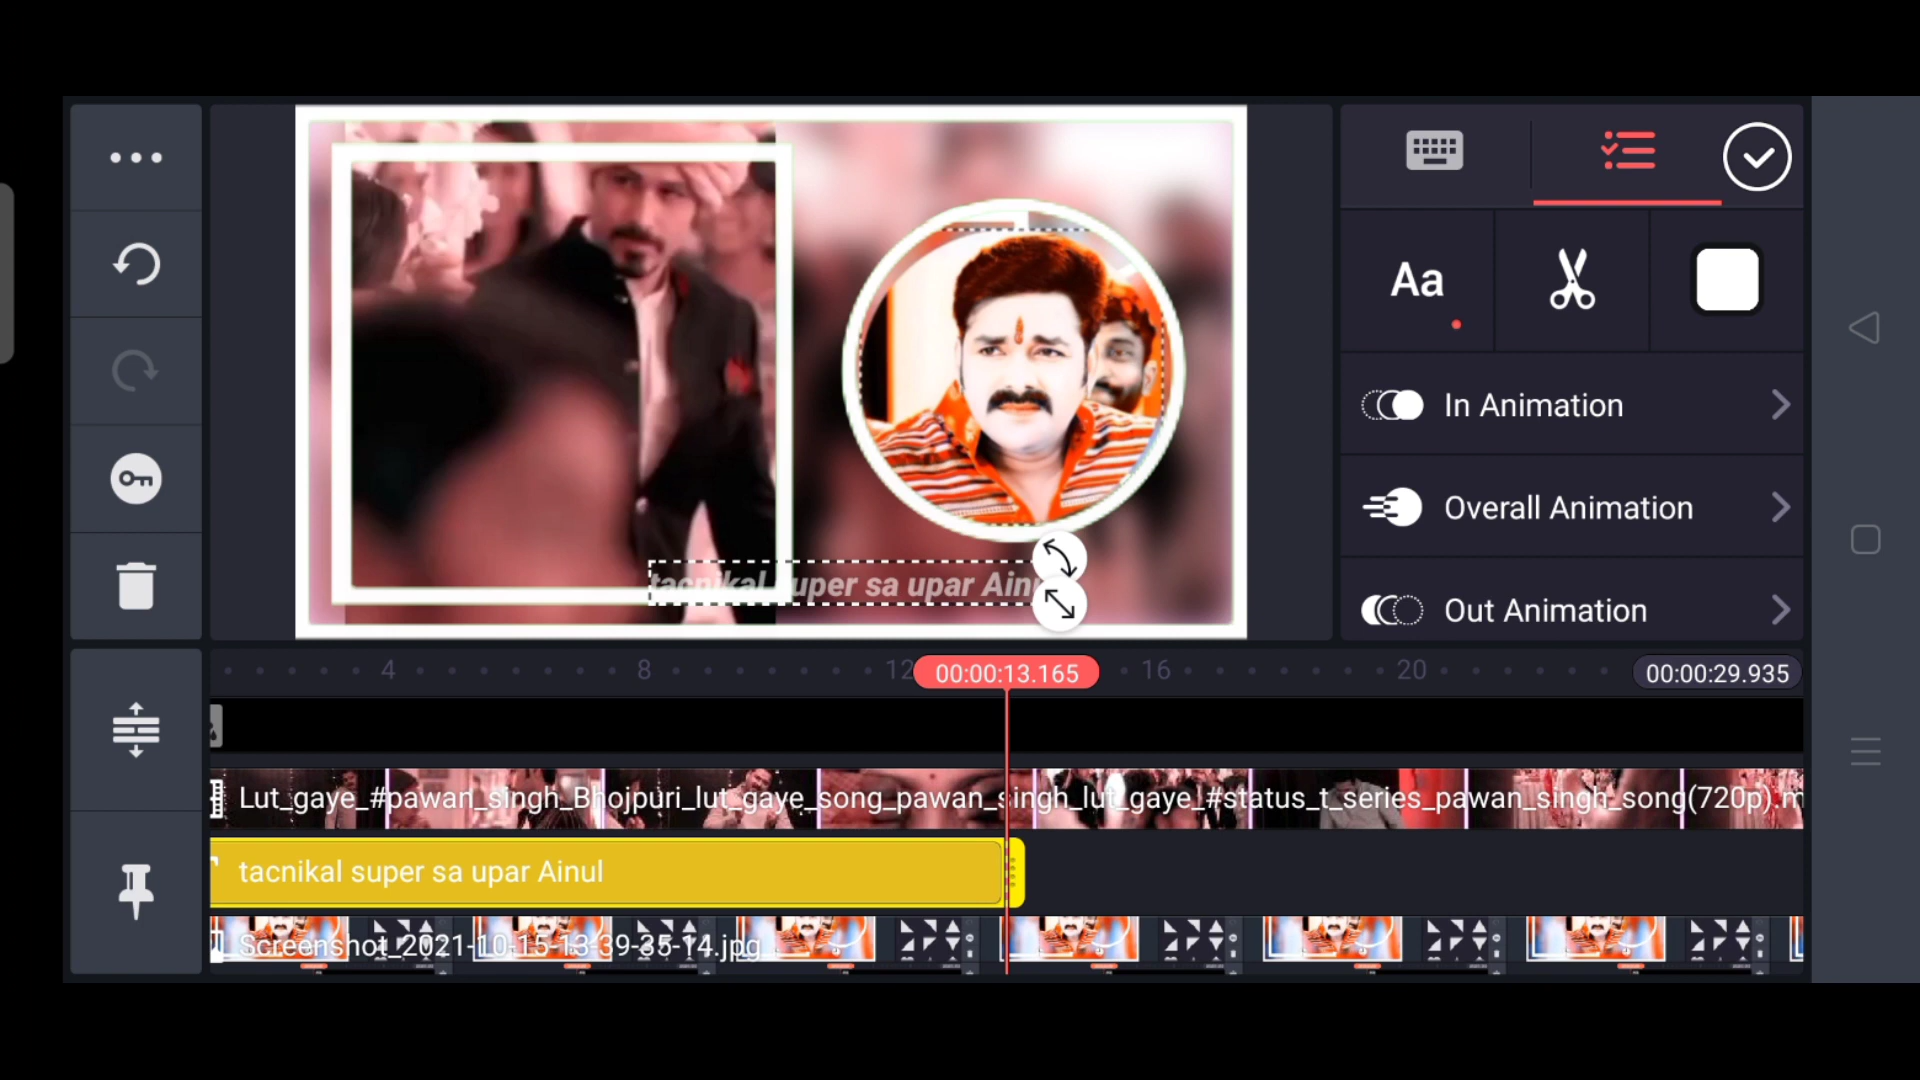 Aa
In Animation
Overall Animation
Out Animation
tacnikal super sa upar
4
8
12
00:00:13.165
16
20
00:00:29.935
Lut_gaye_#pawan_singh_Bhojpuri_lut_gaye_song_pawan_singh_lut_gaye_#status_t_series_pawan_singh_song(720p).m
tacnikal super sa upar Ainul
Screenshot_2021-10-15-13-39-35-14.jpg